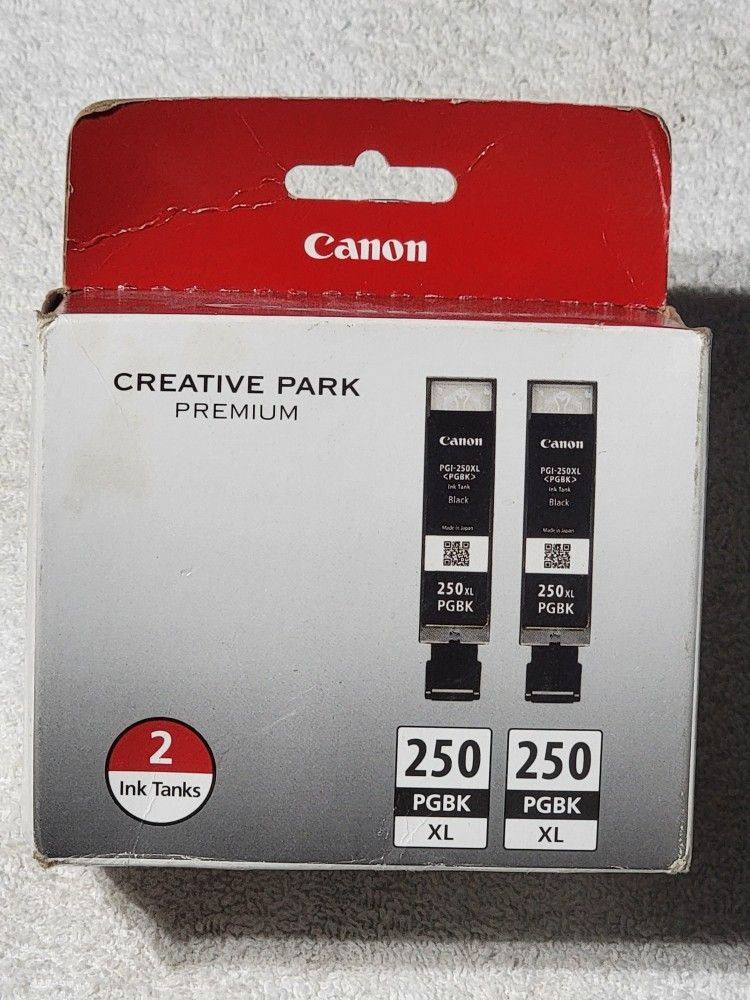 Canon
CREATIVE PARK
PREMIUM
Canon
PGI-250XL
<PGBK>
Ink Tank
Black
Made in Japan
250XL
PGBK
Canon
PGI-250XL
<PGBK>
Ink Tank
Black
Made in Japan
250XL
PGBK
2
Ink Tanks
250
PGBK
XL
250
PGBK
XL